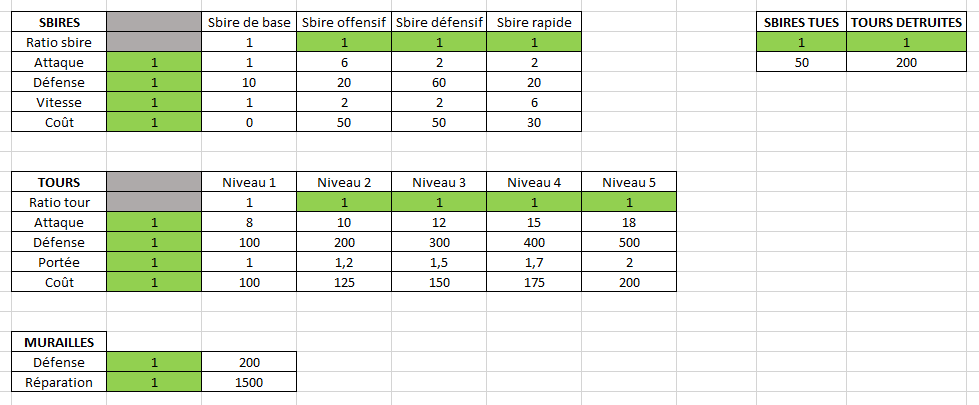 SBIRES Sbire de base Sbire offensif Sbire défensif Sbire rapide SBIRES TUES TOURS DETRUITES
Ratio sbire 1 1 1 1 1 1
Attaque 1 1 6 2 2 50 200
Défense 1 10 20 60 20
Vitesse 1 1 2 2 6
Coût 1 0 50 50 30
TOURS Niveau 1 Niveau 2 Niveau 3 Niveau 4 Niveau 5
Ratio tour 1 1 1 1 1
Attaque 1 8 10 12 15 18
Défense 1 100 200 300 400 500
Portée 1 1 1,2 1,5 1,7 2
Coût 1 100 125 150 175 200
MURAILLES
Défense 1 200
Réparation 1 1500